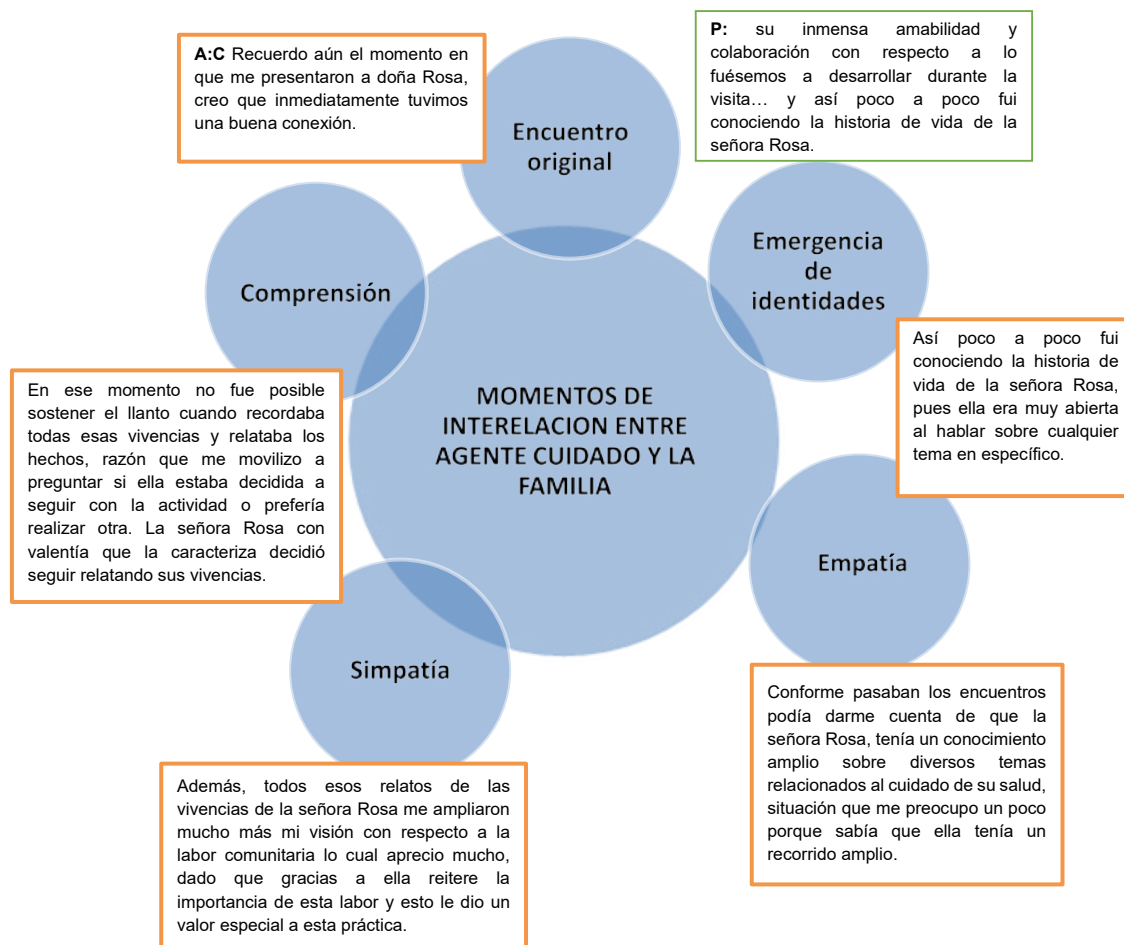 A:C Recuerdo aún el momento en
que me presentaron a doña Rosa,
creo que inmediatamente tuvimos
una buena conexión.
Encuentro
original
P: su inmensa amabilidad y
colaboración con respecto a lo
fuésemos a desarrollar durante la
visita… y así poco a poco fui
conociendo la historia de vida de la
señora Rosa.
Emergencia
de
identidades
Así poco a poco fui
conociendo la historia de
vida de la señora Rosa,
pues ella era muy abierta
al hablar sobre cualquier
tema en específico.
Comprensión
MOMENTOS DE
INTERELACION ENTRE
AGENTE CUIDADO Y LA
FAMILIA
En ese momento no fue posible
sostener el llanto cuando recordaba
todas esas vivencias y relataba los
hechos, razón que me movilizo a
preguntar si ella estaba decidida a
seguir con la actividad o prefería
realizar otra. La señora Rosa con
valentía que la caracteriza decidió
seguir relatando sus vivencias.
Empatía
Conforme pasaban los encuentros
podía darme cuenta de que la
señora Rosa, tenía un conocimiento
amplio sobre diversos temas
relacionados al cuidado de su salud,
situación que me preocupo un poco
porque sabía que ella tenía un
recorrido amplio.
Simpatía
Además, todos esos relatos de las
vivencias de la señora Rosa me ampliaron
mucho más mi visión con respecto a la
labor comunitaria lo cual aprecio mucho,
dado que gracias a ella reitere la
importancia de esta labor y esto le dio un
valor especial a esta práctica.